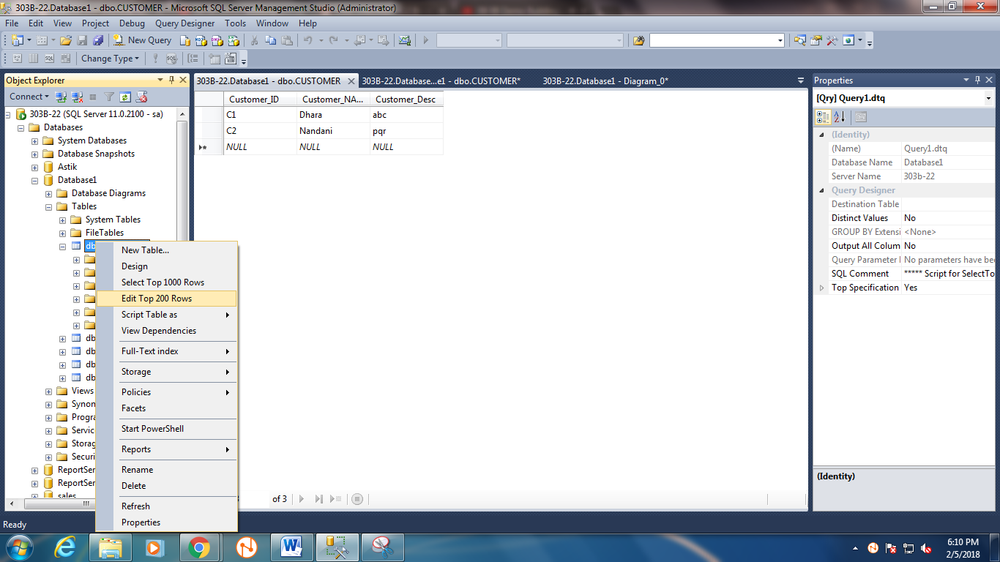 303B-22.Database1 - dbo.CUSTOMER - Microsoft SQL Server Management Studio (Administrator)
File Edit View Project Debug Query Designer Tools Window Help
New Query
Change Type
Object Explorer
Connect
303B-22 (SQL Server 11.0.2100 - sa)
Databases
System Databases
Database Snapshots
Astik
Database1
Database Diagrams
Tables
System Tables
FileTables
db
db
db
db
db
Views
Synon
Progra
Servic
Storag
Securi
ReportSer
ReportSer
sales
New Table...
Design
Select Top 1000 Rows
Edit Top 200 Rows
Script Table as
View Dependencies
Full-Text index
Storage
Policies
Facets
Start PowerShell
Reports
Rename
Delete
Refresh
Properties
303B-22.Database1 - dbo.CUSTOMER 303B-22.Database...e1 - dbo.CUSTOMER* 303B-22.Database1 - Diagram_0*
Customer_ID Customer_NA... Customer_Desc
C1 Dhara abc
C2 Nandani pqr
NULL NULL NULL
of 3
Properties
[Qry] Query1.dtq
(Identity)
(Name) Query1.dtq
Database Name Database1
Server Name 303b-22
Query Designer
Destination Table
Distinct Values No
GROUP BY Extensi <None>
Output All Colum No
Query Parameter No parameters have bee
SQL Comment ***** Script for SelectTo
Top Specification Yes
(Identity)
Ready
6:10 PM
2/5/2018